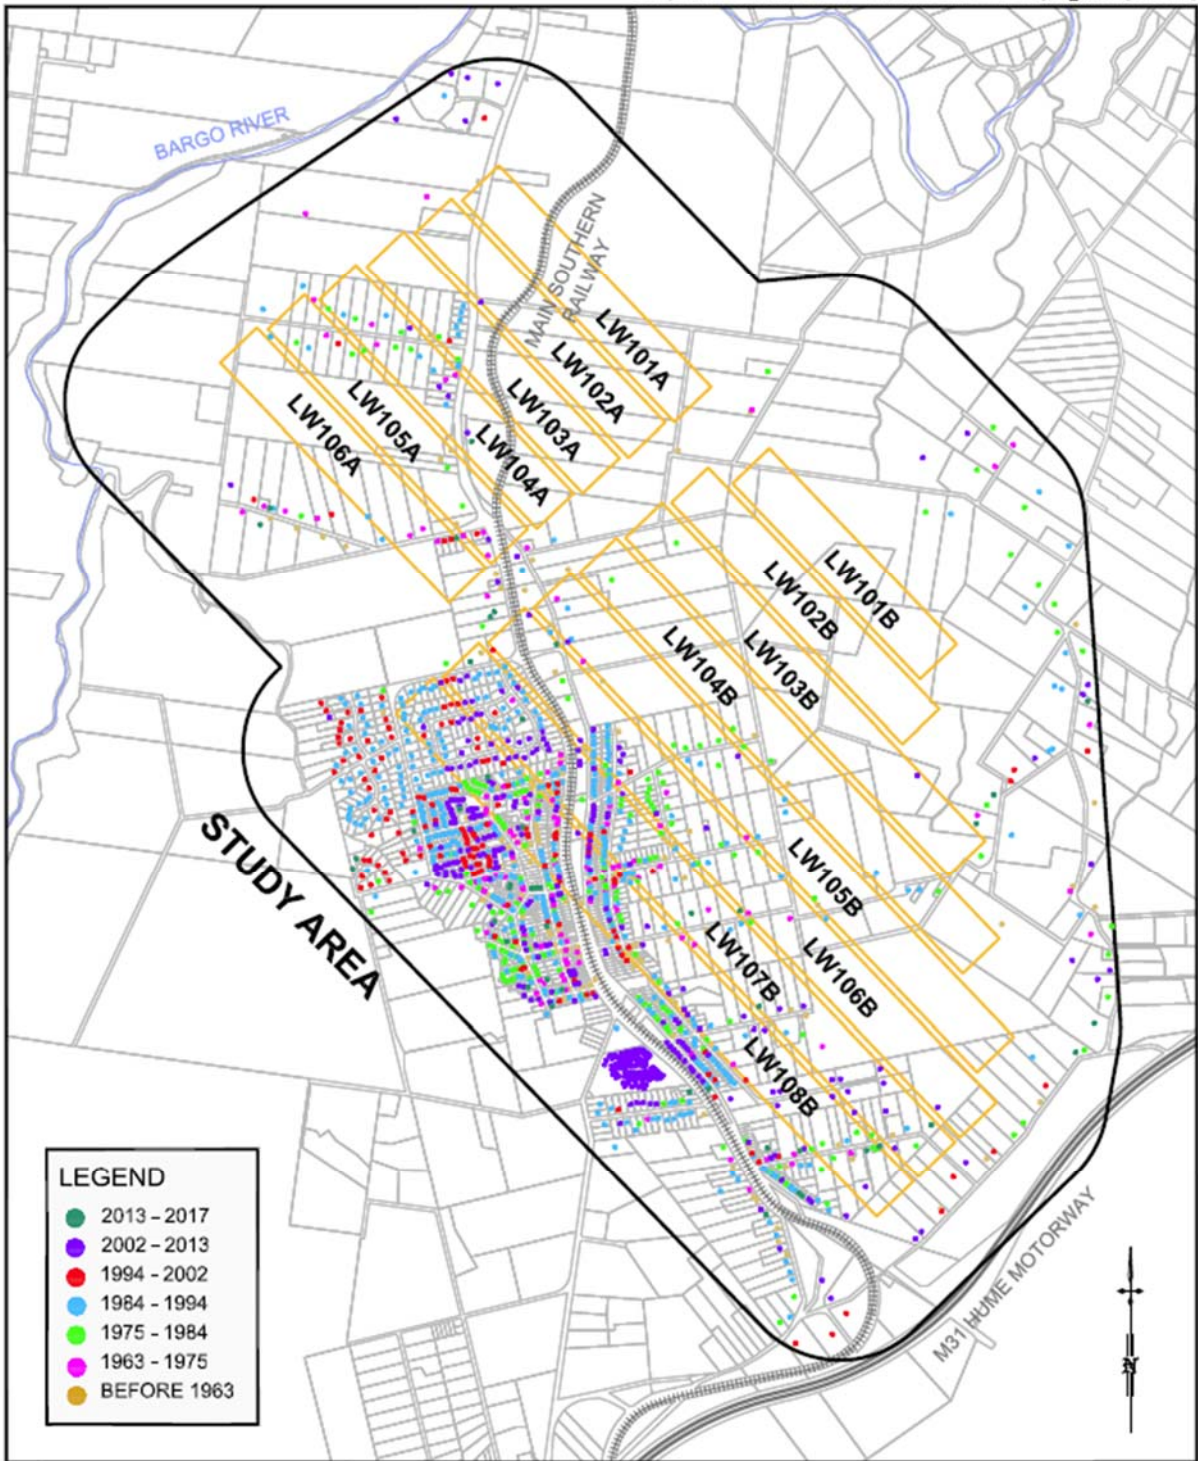 BARGO RIVER
MAIN SOUTHERN
RAILWAY
LW101A
LW102A
LW103A
LW104A
LW105A
LW106A
LW101B
LW102B
LW103B
LW104B
LW105B
LW106B
LW107B
LW108B
STUDY AREA
M31 HUME MOTORWAY
LEGEND
2013 - 2017
2002 - 2013
1994 - 2002
1984 - 1994
1975 - 1984
1963 - 1975
BEFORE 1963
N